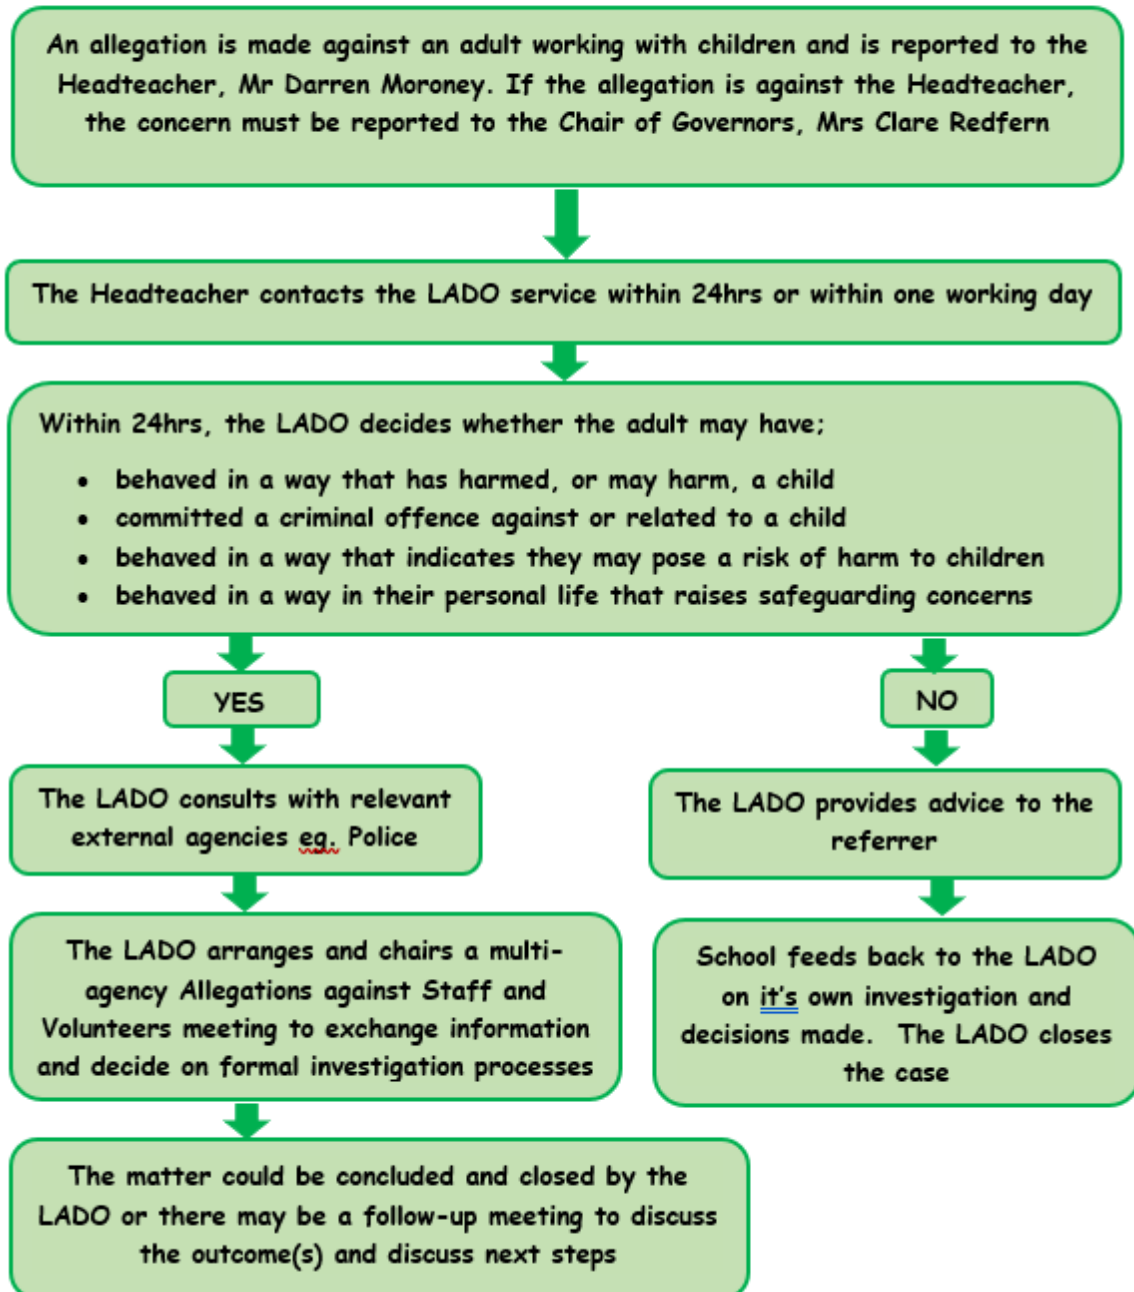 An allegation is made against an adult working with children and is reported to the
Headteacher, Mr Darren Moroney. If the allegation is against the Headteacher,
the concern must be reported to the Chair of Governors, Mrs Clare Redfern
The Headteacher contacts the LADO service within 24hrs or within one working day
Within 24hrs, the LADO decides whether the adult may have;
• behaved in a way that has harmed, or may harm, a child
• committed a criminal offence against or related to a child
• behaved in a way that indicates they may pose a risk of harm to children
• behaved in a way in their personal life that raises safeguarding concerns
YES
The LADO consults with relevant
external agencies eg. Police
The LADO arranges and chairs a multi-
agency Allegations against Staff and
Volunteers meeting to exchange information
and decide on formal investigation processes
The matter could be concluded and closed by the
LADO or there may be a follow-up meeting to discuss
the outcome(s) and discuss next steps
NO
The LADO provides advice to the
referrer
School feeds back to the LADO
on it's own investigation and
decisions made. The LADO closes
the case